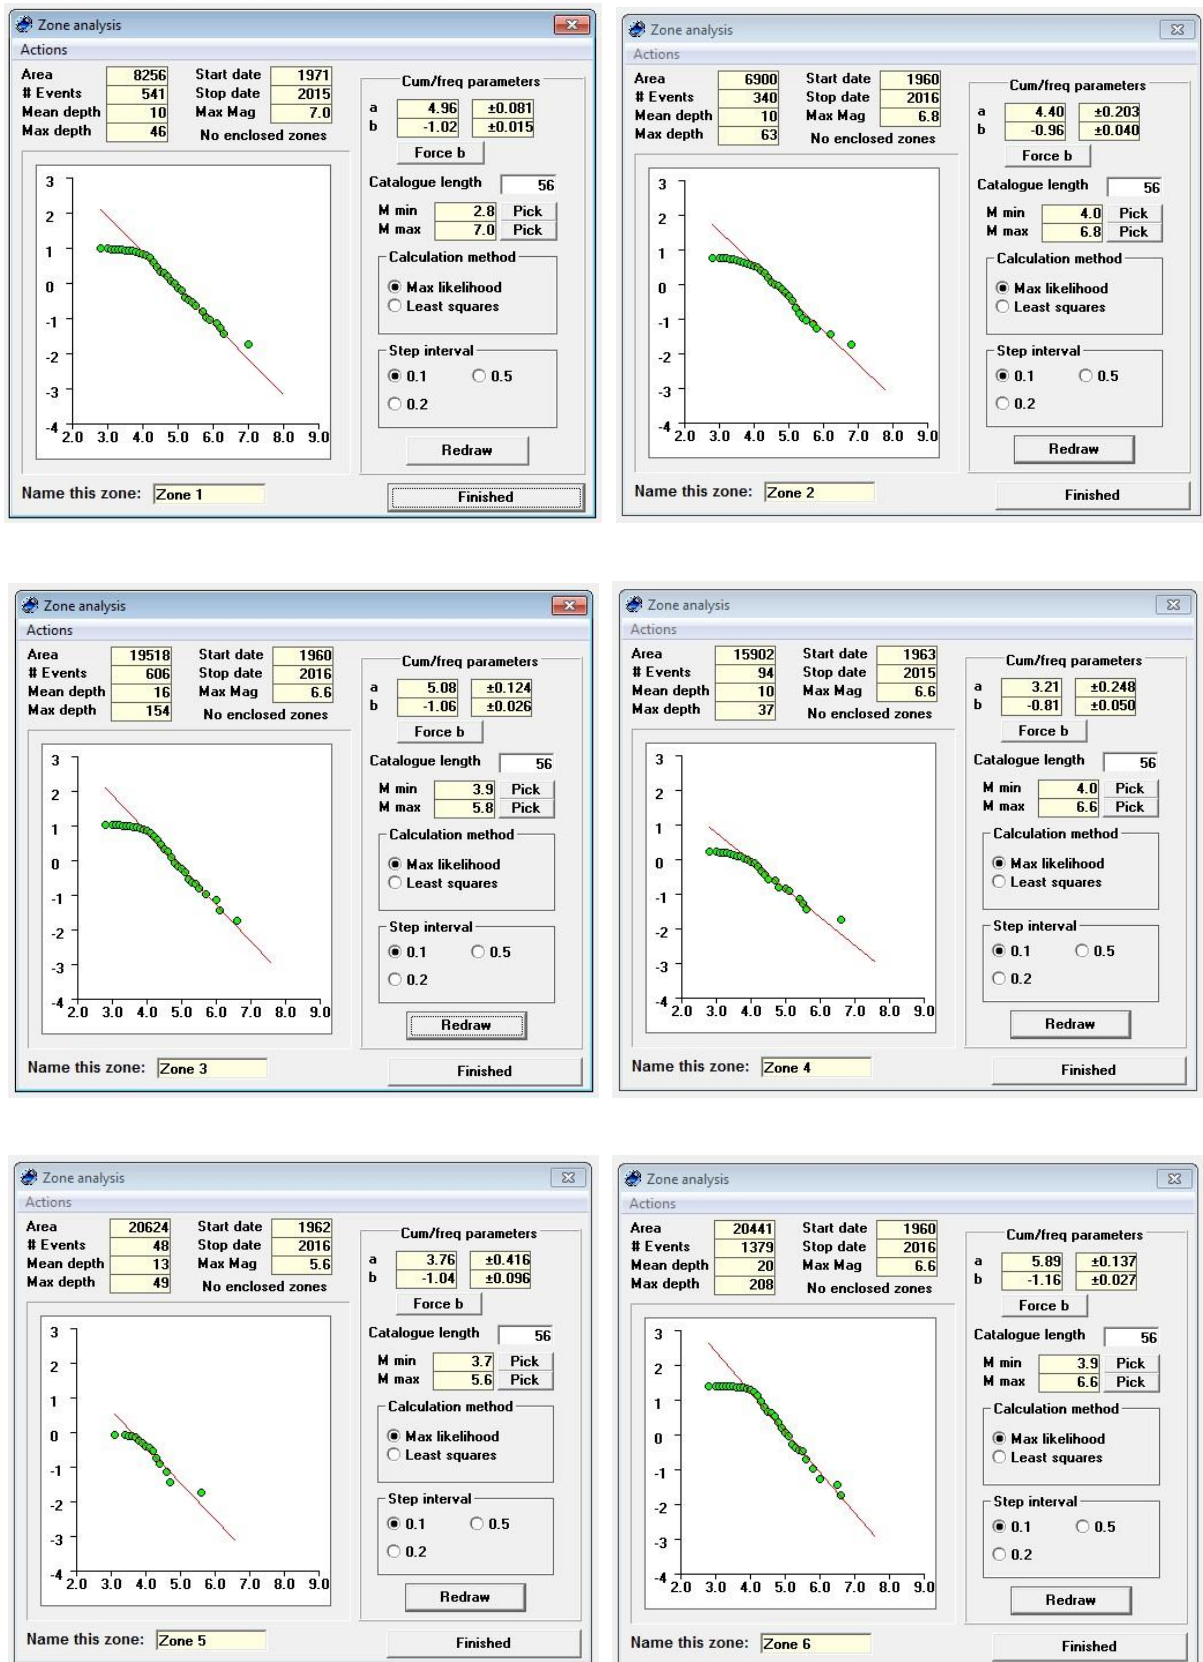 Zone analysis
Actions
Area 8256 Start date 1971
# Events 541 Stop date 2015
Mean depth 10 Max Mag 7.0
Max depth 46 No enclosed zones
Cum/freq parameters
a 4.96 ±0.081
b -1.02 ±0.015
Force b
Catalogue length 56
M min 2.8 Pick
M max 7.0 Pick
Calculation method
Max likelihood
Least squares
Step interval
0.1 0.5
0.2
Redraw
3
2
1
0
-1
-2
-3
-4
2.0 3.0 4.0 5.0 6.0 7.0 8.0 9.0
Name this zone: Zone 1
Finished
Zone analysis
Actions
Area 6900 Start date 1960
# Events 340 Stop date 2016
Mean depth 10 Max Mag 6.8
Max depth 63 No enclosed zones
Cum/freq parameters
a 4.40 ±0.203
b -0.96 ±0.040
Force b
Catalogue length 56
M min 4.0 Pick
M max 6.8 Pick
Calculation method
Max likelihood
Least squares
Step interval
0.1 0.5
0.2
Redraw
3
2
1
0
-1
-2
-3
-4
2.0 3.0 4.0 5.0 6.0 7.0 8.0 9.0
Name this zone: Zone 2
Finished
Zone analysis
Actions
Area 19518 Start date 1960
# Events 606 Stop date 2016
Mean depth 16 Max Mag 6.6
Max depth 154 No enclosed zones
Cum/freq parameters
a 5.08 ±0.124
b -1.06 ±0.026
Force b
Catalogue length 56
M min 3.9 Pick
M max 5.8 Pick
Calculation method
Max likelihood
Least squares
Step interval
0.1 0.5
0.2
Redraw
3
2
1
0
-1
-2
-3
-4
2.0 3.0 4.0 5.0 6.0 7.0 8.0 9.0
Name this zone: Zone 3
Finished
Zone analysis
Actions
Area 15902 Start date 1963
# Events 94 Stop date 2015
Mean depth 10 Max Mag 6.6
Max depth 37 No enclosed zones
Cum/freq parameters
a 3.21 ±0.248
b -0.81 ±0.050
Force b
Catalogue length 56
M min 4.0 Pick
M max 6.6 Pick
Calculation method
Max likelihood
Least squares
Step interval
0.1 0.5
0.2
Redraw
3
2
1
0
-1
-2
-3
-4
2.0 3.0 4.0 5.0 6.0 7.0 8.0 9.0
Name this zone: Zone 4
Finished
Zone analysis
Actions
Area 20624 Start date 1962
# Events 48 Stop date 2016
Mean depth 13 Max Mag 5.6
Max depth 49 No enclosed zones
Cum/freq parameters
a 3.76 ±0.416
b -1.04 ±0.096
Force b
Catalogue length 56
M min 3.7 Pick
M max 5.6 Pick
Calculation method
Max likelihood
Least squares
Step interval
0.1 0.5
0.2
Redraw
3
2
1
0
-1
-2
-3
-4
2.0 3.0 4.0 5.0 6.0 7.0 8.0 9.0
Name this zone: Zone 5
Finished
Zone analysis
Actions
Area 20441 Start date 1960
# Events 1379 Stop date 2016
Mean depth 20 Max Mag 6.6
Max depth 208 No enclosed zones
Cum/freq parameters
a 5.89 ±0.137
b -1.16 ±0.027
Force b
Catalogue length 56
M min 3.9 Pick
M max 6.6 Pick
Calculation method
Max likelihood
Least squares
Step interval
0.1 0.5
0.2
Redraw
3
2
1
0
-1
-2
-3
-4
2.0 3.0 4.0 5.0 6.0 7.0 8.0 9.0
Name this zone: Zone 6
Finished